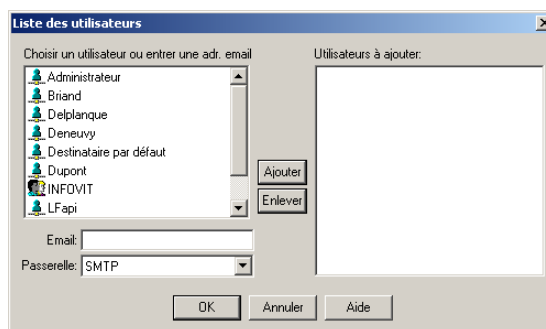 Liste des utilisateurs
Choisir un utilisateur ou entrer une adr. email
Utilisateurs à ajouter:
Administrateur
Briand
Delplanque
Deneuvy
Destinataire par défaut
Dupont
INFOVIT
LFapi
Ajouter
Enlever
Email:
Passerelle: SMTP
OK Annuler Aide